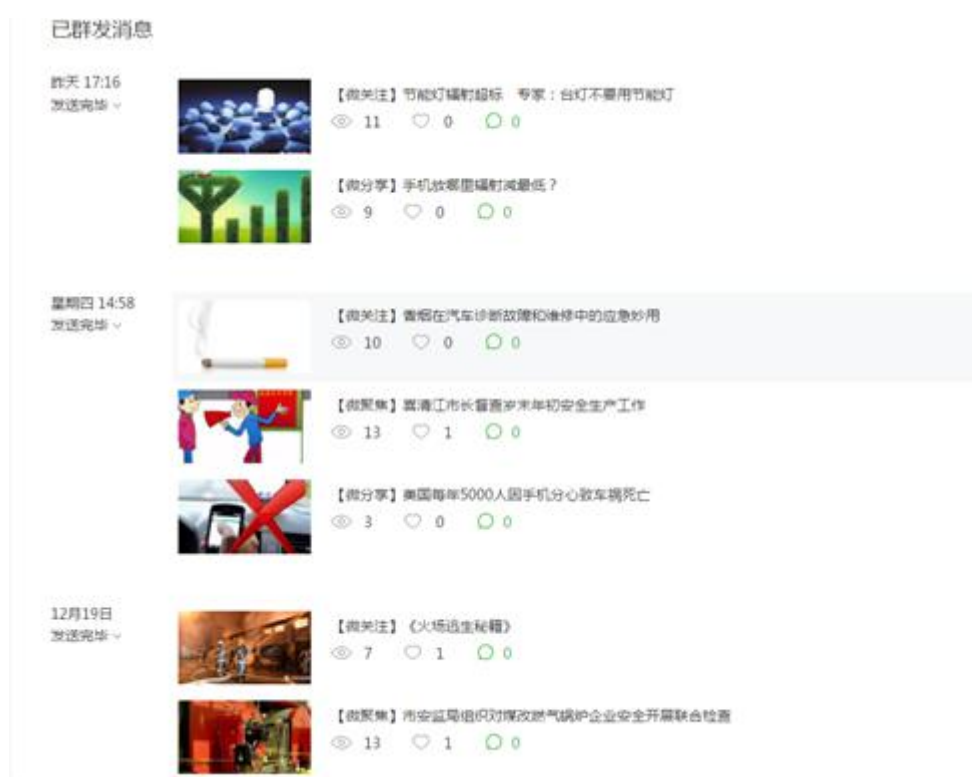 已群发消息
昨天 17:16
发送完毕
【微关注】节能灯辐射超标 专家：台灯不要用节能灯
11 0 0
【微分享】手机放哪里辐射减最低？
9 0 0
星期四 14:58
发送完毕
【微关注】香烟在汽车诊断故障和维修中的应急妙用
10 0 0
【微聚焦】龚清江市长督查岁末年初安全生产工作
13 1 0
【微分享】美国每年5000人因手机分心致车祸死亡
3 0 0
12月19日
发送完毕
【微关注】《火场逃生秘籍》
7 1 0
【微聚焦】市安监局组织对煤改燃气锅炉企业安全开展联合检查
13 1 0